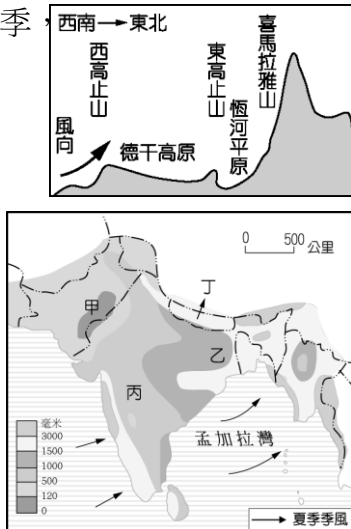 季，
西南→東北
西高止山
東高止山
喜馬拉雅山
恆河平原
風向
德干高原
0 500 公里
丁
甲
乙
丙
毫米
3000
1500
1000
500
120
0
孟加拉灣
夏季季風